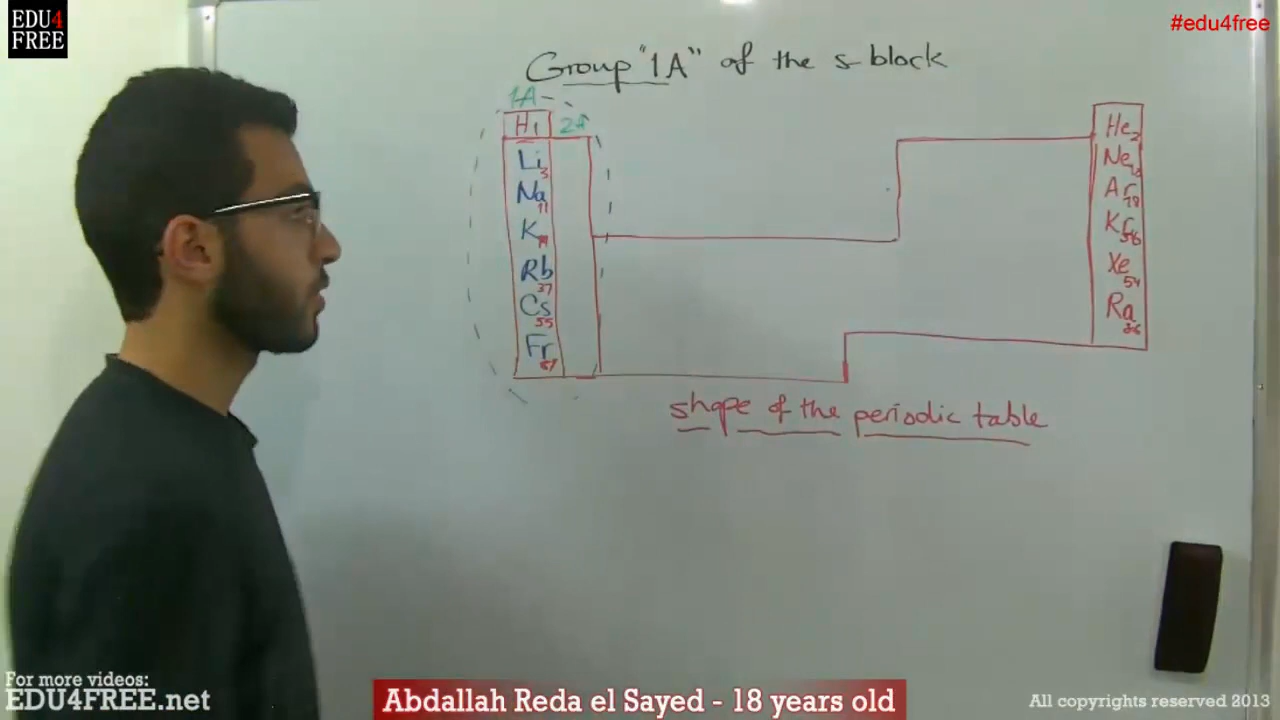 EDU4
FREE
#edu4free
Group "1A" of the s-block
1A
H1
2A
He2
Li3
Ne10
Na11
Ar18
K19
Kr36
Rb37
Xe54
Cs55
Ra86
Fr87
shape of the periodic table
For more videos:
EDU4FREE.net
Abdallah Reda el Sayed - 18 years old
All copyrights reserved 2013